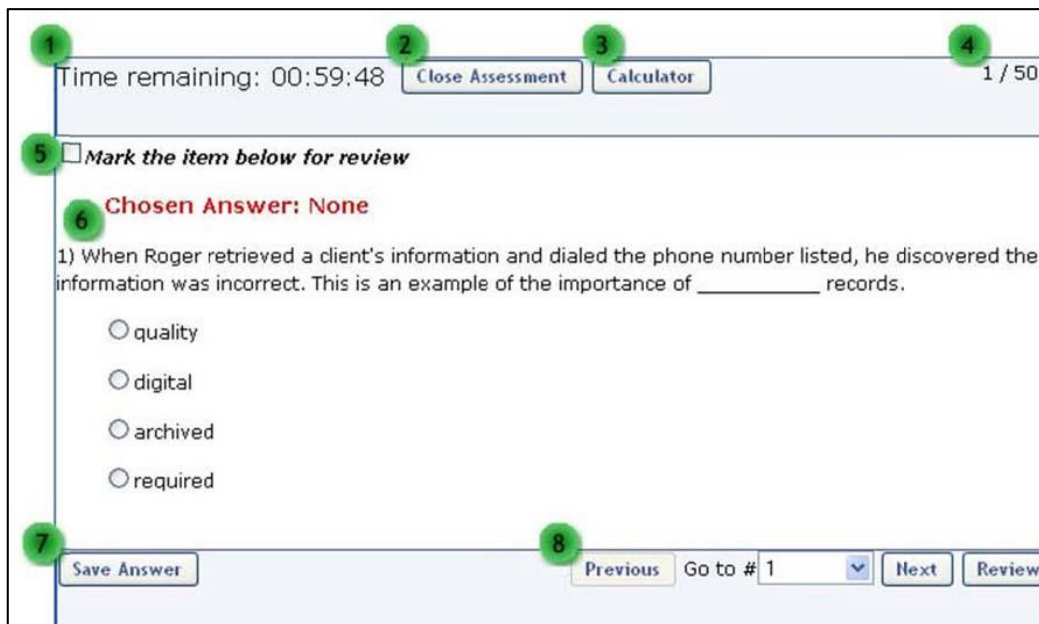 1 2 3 4
Time remaining: 00:59:48 Close Assessment Calculator 1 / 50
5 Mark the item below for review
6 Chosen Answer: None
1) When Roger retrieved a client's information and dialed the phone number listed, he discovered the
information was incorrect. This is an example of the importance of ___________ records.
quality
digital
archived
required
7 8
Save Answer Previous Go to # 1 Next Review